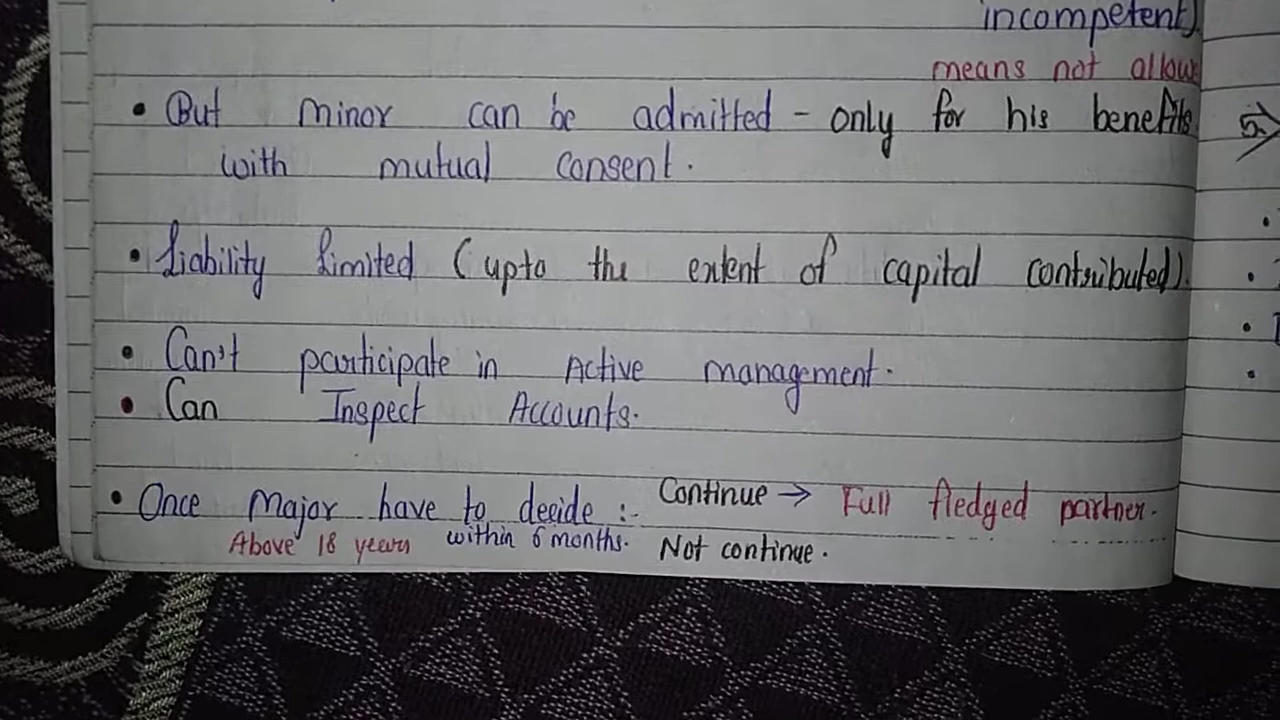 incompetent).
means not allow
• But minor can be admitted - only for his benefits
with mutual consent.
• Liability limited (upto the extent of capital contributed).
• Can't participate in Active management.
• Can Inspect Accounts.
• Once Major have to decide :- Continue → Full fledged partner.
Above 18 years within 6 months. Not continue.
5)